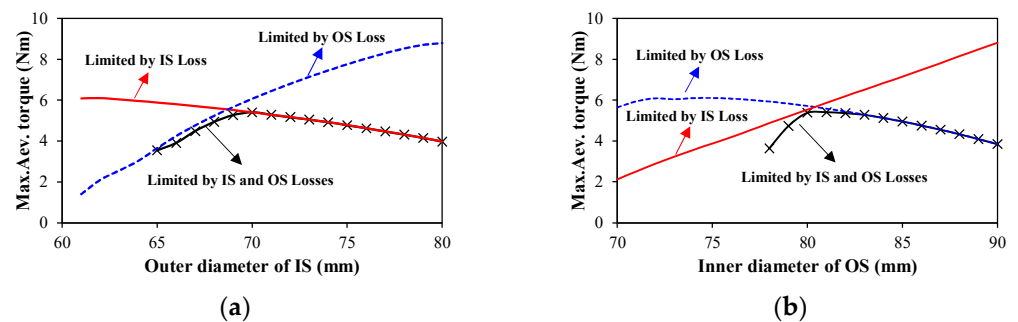 10
8
6
4
2
0
60
65
70
75
80
Max.Aev. torque (Nm)
Outer diameter of IS (mm)
Limited by OS Loss
Limited by IS Loss
Limited by IS and OS Losses
(a)
10
8
6
4
2
0
70
75
80
85
90
Max.Aev. torque (Nm)
Inner diameter of OS (mm)
Limited by OS Loss
Limited by IS Loss
Limited by IS and OS Losses
(b)